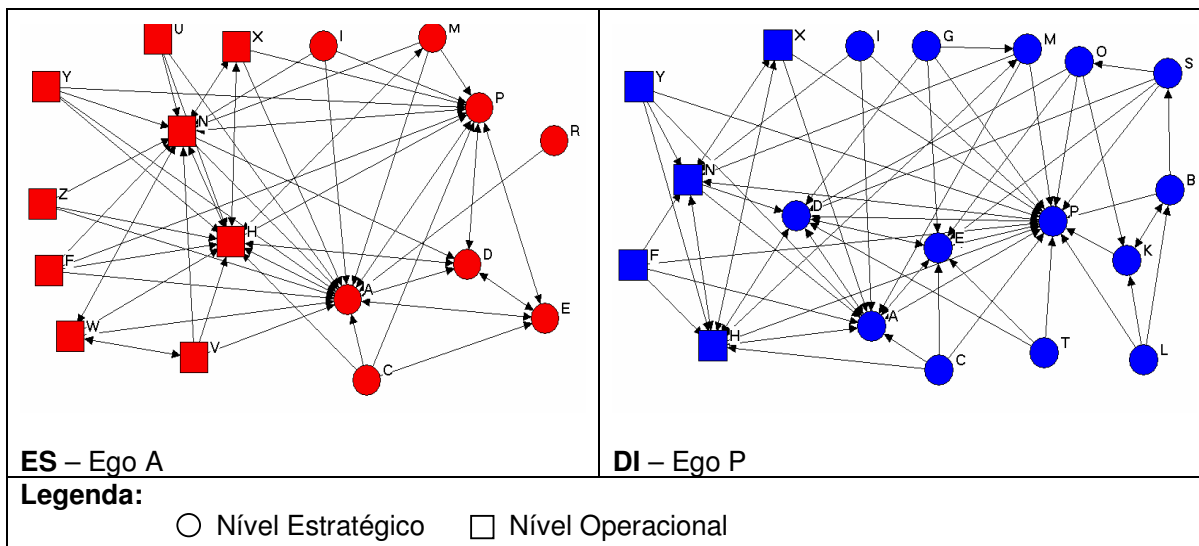 U
X
I
M
Y
N
P
R
Z
H
F
D
A
E
W
V
C
ES – Ego A
X
I
G
M
O
S
Y
N
D
P
B
E
K
F
A
H
C
T
L
DI – Ego P
Legenda:
Nível Estratégico Nível Operacional